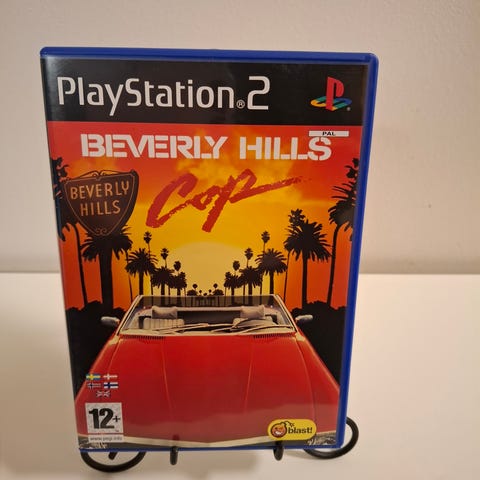 PlayStation®2
PAL
BEVERLY HILLS
Cop
BEVERLY
HILLS
12+
www.pegi.info
blast!